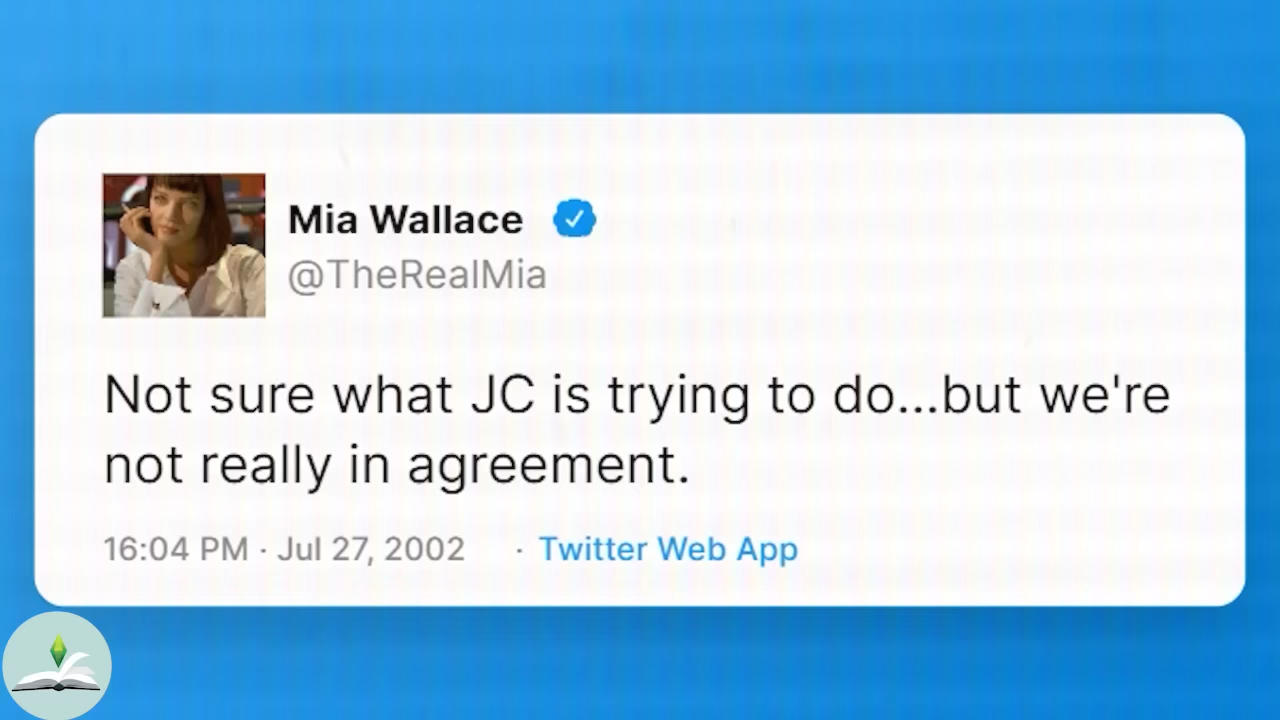 Mia Wallace
@TheRealMia
Not sure what JC is trying to do...but we're
not really in agreement.
16:04 PM · Jul 27, 2002 · Twitter Web App